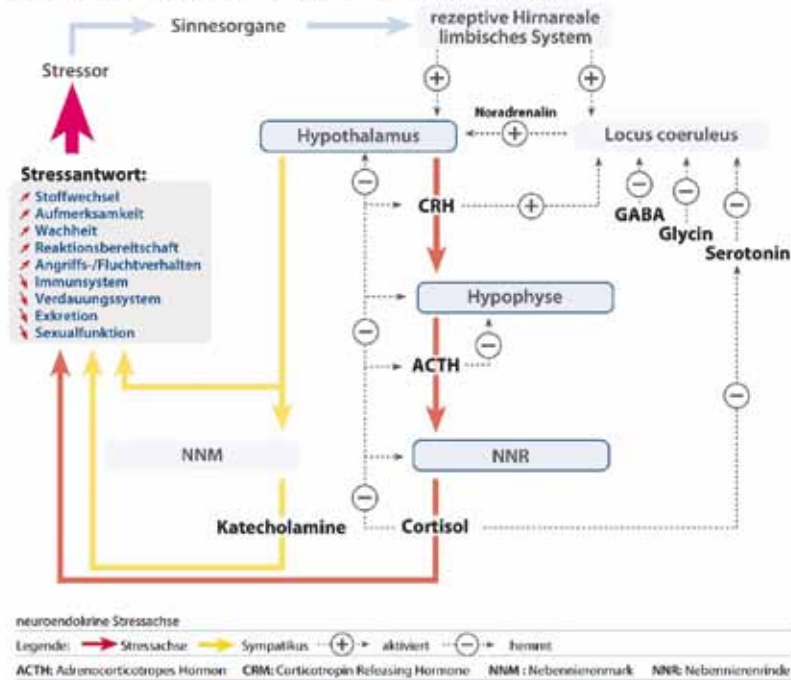 Sinnesorgane
rezeptive Hirnareale
limbisches System
Stressor
Noradrenalin
Hypothalamus
Locus coeruleus
Stressantwort:
Stoffwechsel
Aufmerksamkeit
Wachheit
Reaktionsbereitschaft
Angriffs-/Fluchtverhalten
Immunsystem
Verdauungssystem
Exkretion
Sexualfunktion
CRH
GABA
Glycin
Serotonin
Hypophyse
ACTH
NNM
NNR
Katecholamine
Cortisol
neuroendokrine Stressachse
Legende: Stressachse Sympatikus + aktiviert − hemmt
ACTH: Adrenocorticotropes Hormon CRH: Corticotropin Releasing Hormone NNM : Nebennierenmark NNR: Nebennierenrinde